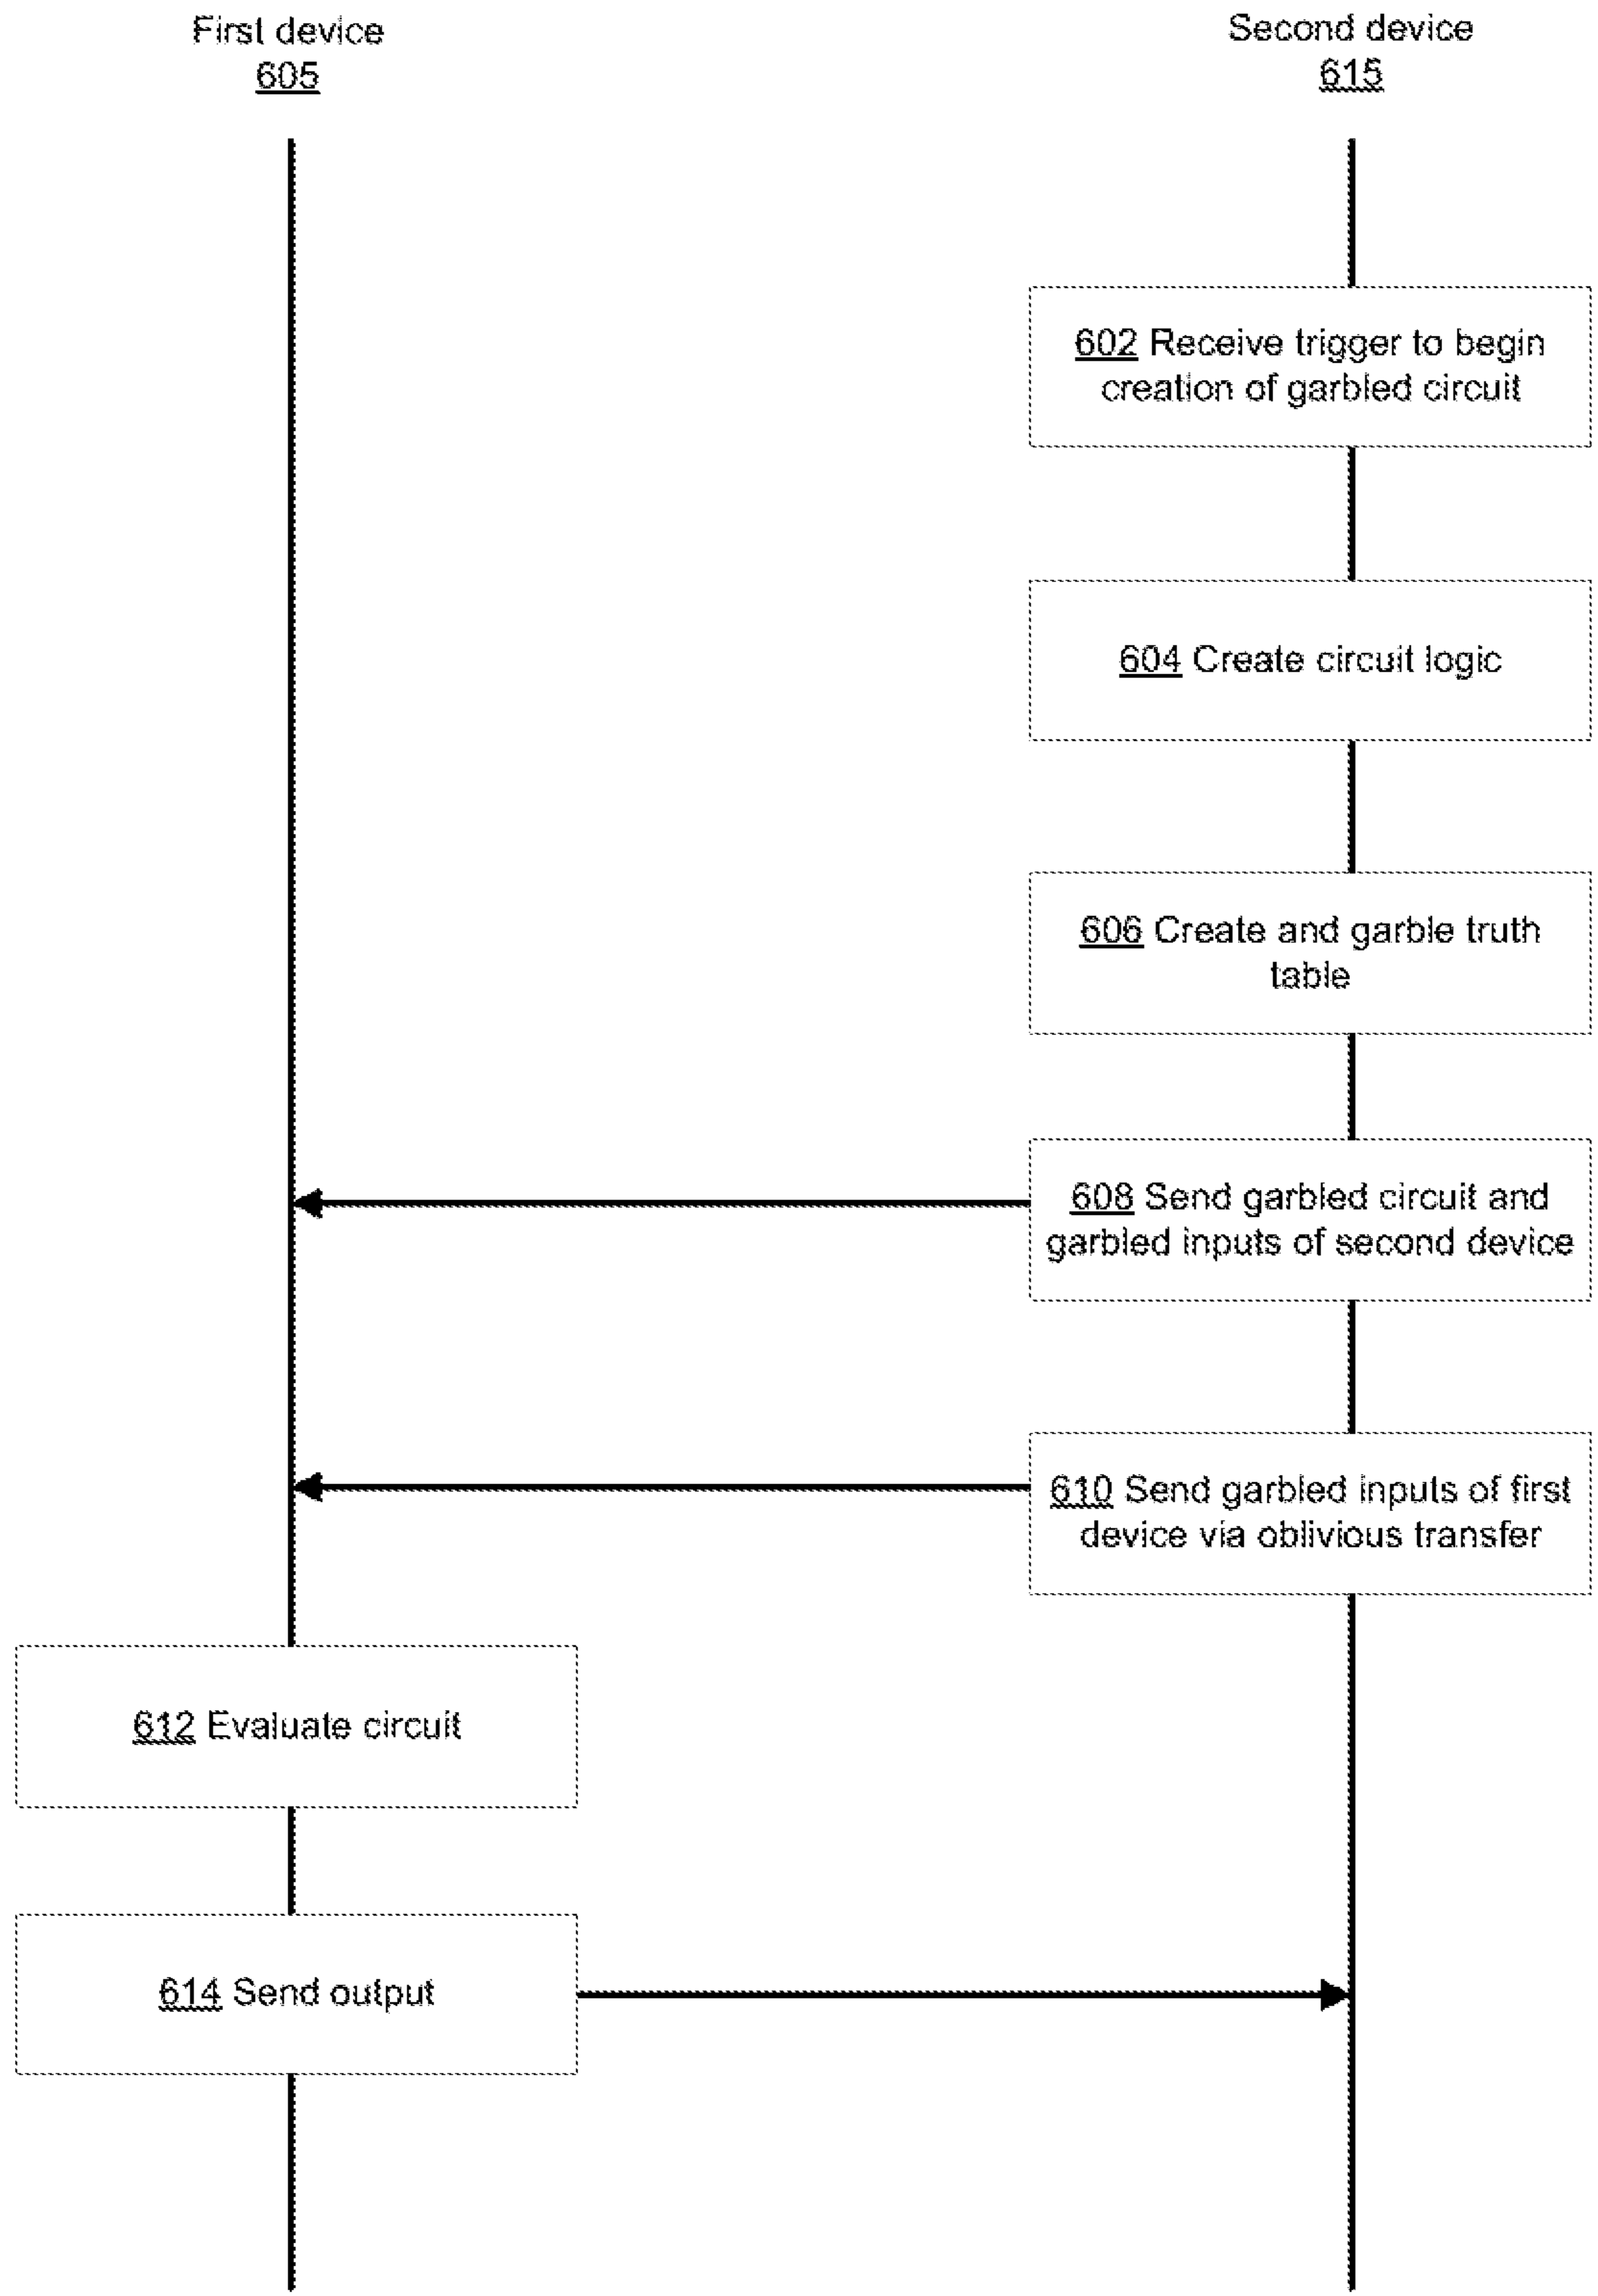 First device
605
Second device
615
602 Receive trigger to begin
creation of garbled circuit
604 Create circuit logic
606 Create and garble truth
table
608 Send garbled circuit and
garbled inputs of second device
610 Send garbled inputs of first
device via oblivious transfer
612 Evaluate circuit
614 Send output